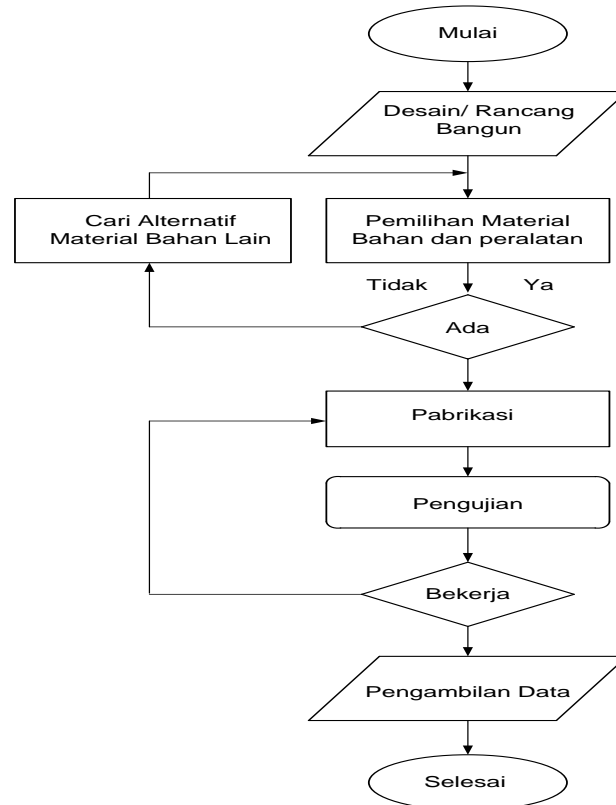 Mulai
Desain/ Rancang
Bangun
Cari Alternatif
Material Bahan Lain
Pemilihan Material
Bahan dan peralatan
Tidak
Ya
Ada
Pabrikasi
Pengujian
Bekerja
Pengambilan Data
Selesai